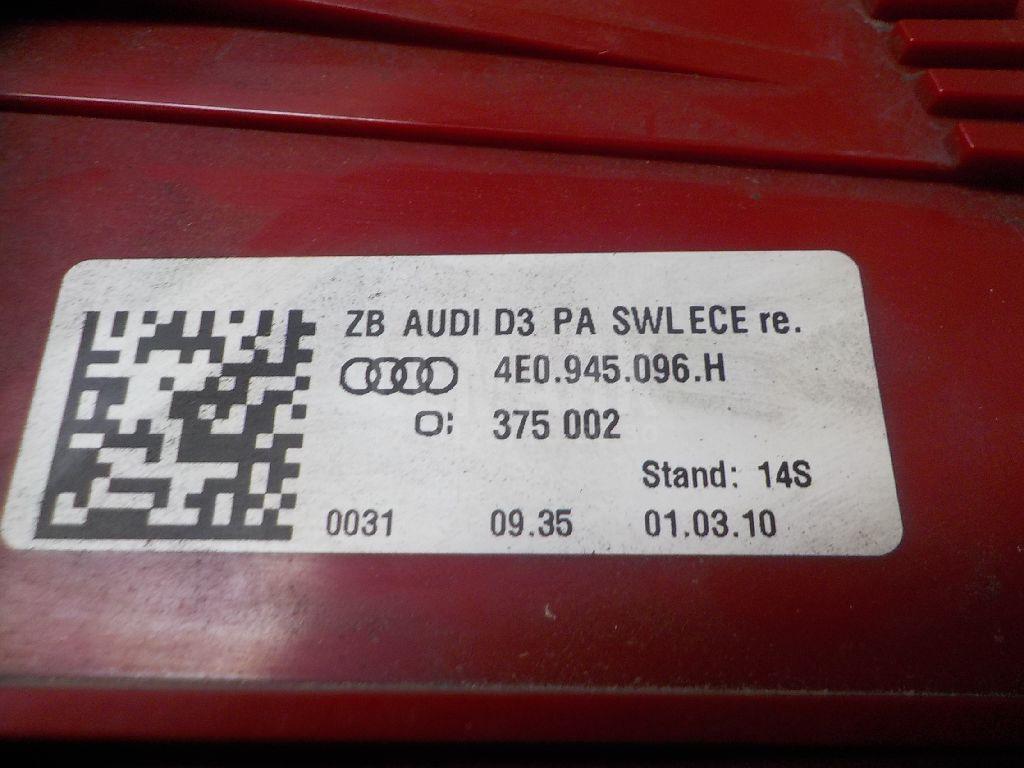 ZB AUDI D3 PA SWLECE re.
4E0.945.096.H
O: 375 002
Stand: 14S
0031 09.35 01.03.10